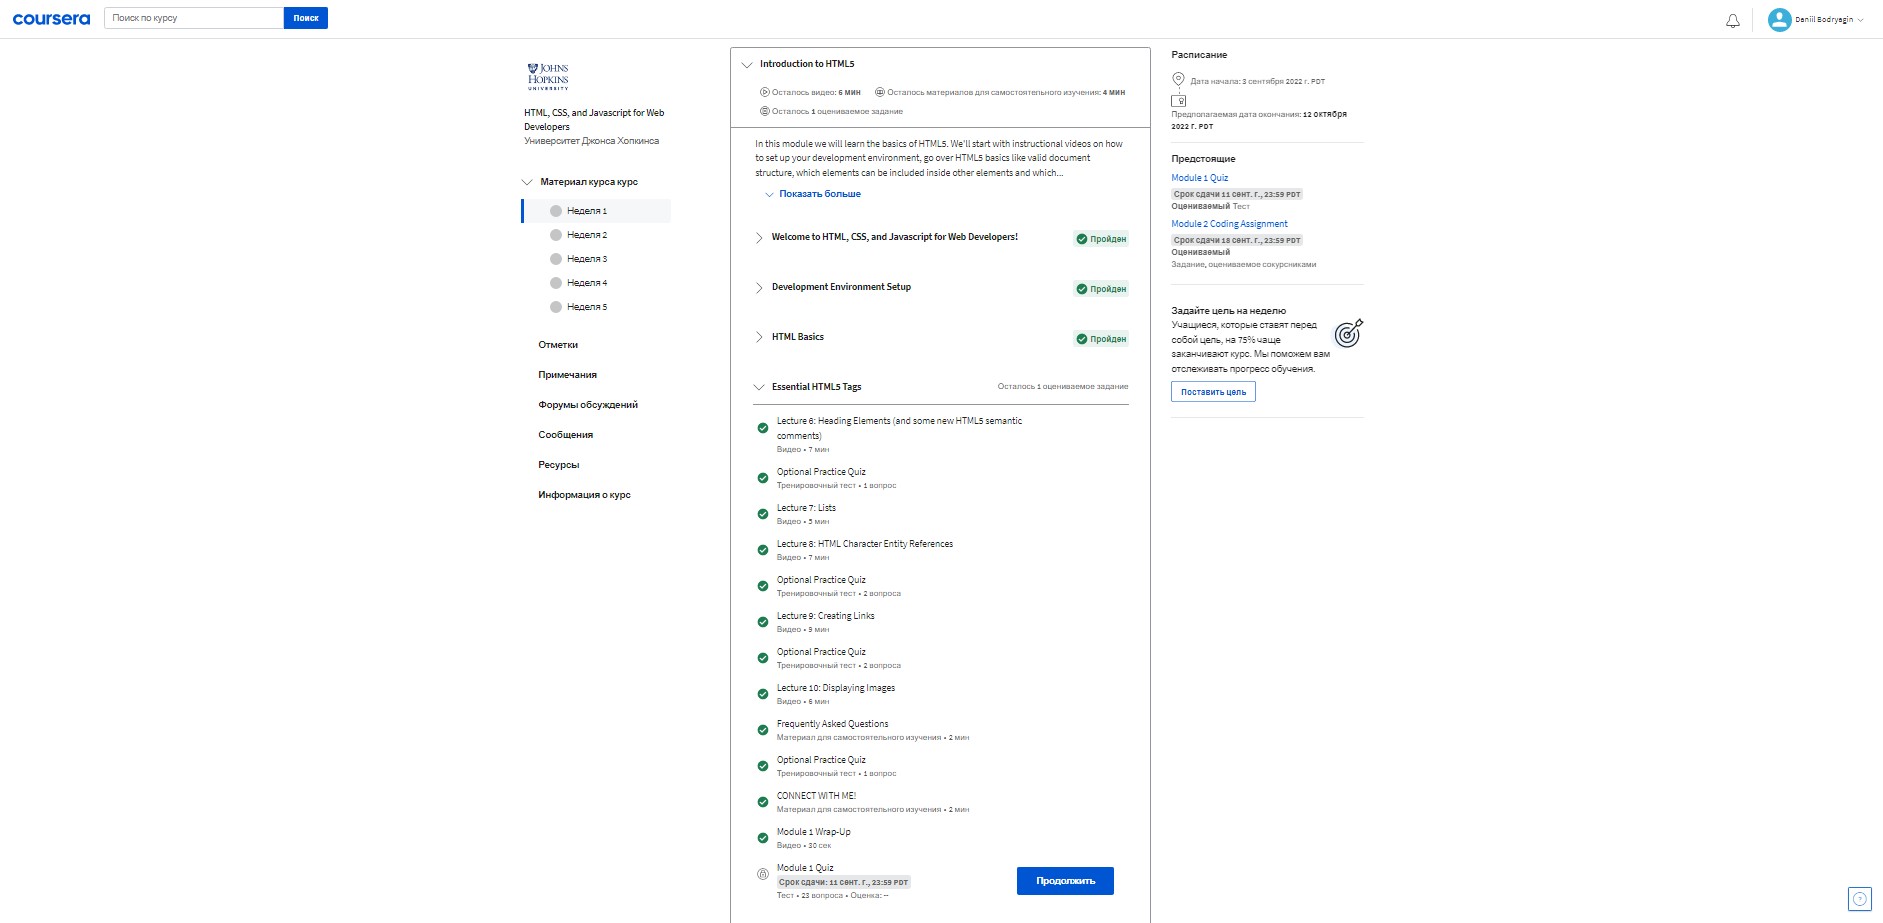 coursera
Поиск по курсу
Поиск
Daniil Bodryagin
JOHNS
HOPKINS
UNIVERSITY
HTML, CSS, and Javascript for Web
Developers
Университет Джонса Хопкинса
Материал курса курс
Неделя 1
Неделя 2
Неделя 3
Неделя 4
Неделя 5
Отметки
Примечания
Форумы обсуждений
Сообщения
Ресурсы
Информация о курс
Introduction to HTML5
Осталось видео: 6 мин
Осталось материалов для самостоятельного изучения: 4 мин
Осталось 1 оцениваемое задание
In this module we will learn the basics of HTML5. We'll start with instructional videos on how
to set up your development environment, go over HTML5 basics like valid document
structure, which elements can be included inside other elements and which...
Показать больше
Welcome to HTML, CSS, and Javascript for Web Developers!
Пройден
Development Environment Setup
Пройден
HTML Basics
Пройден
Essential HTML5 Tags
Осталось 1 оцениваемое задание
Lecture 6: Heading Elements (and some new HTML5 semantic
comments)
Видео • 7 мин
Optional Practice Quiz
Тренировочный тест • 1 вопрос
Lecture 7: Lists
Видео • 5 мин
Lecture 8: HTML Character Entity References
Видео • 7 мин
Optional Practice Quiz
Тренировочный тест • 2 вопроса
Lecture 9: Creating Links
Видео • 9 мин
Optional Practice Quiz
Тренировочный тест • 2 вопроса
Lecture 10: Displaying Images
Видео • 6 мин
Frequently Asked Questions
Материал для самостоятельного изучения • 2 мин
Optional Practice Quiz
Тренировочный тест • 1 вопрос
CONNECT WITH ME!
Материал для самостоятельного изучения • 2 мин
Module 1 Wrap-Up
Видео • 30 сек
Module 1 Quiz
Срок сдачи: 11 сент. г., 23:59 PDT
Тест • 23 вопроса • Оценка: --
Продолжить
Расписание
Дата начала: 3 сентября 2022 г. PDT
Предполагаемая дата окончания: 12 октября
2022 г. PDT
Предстоящие
Module 1 Quiz
Срок сдачи 11 сент. г., 23:59 PDT
Оцениваемый Тест
Module 2 Coding Assignment
Срок сдачи 18 сент. г., 23:59 PDT
Оцениваемый
Задание, оцениваемое сокурсниками
Задайте цель на неделю
Учащиеся, которые ставят перед
собой цель, на 75% чаще
заканчивают курс. Мы поможем вам
отслеживать прогресс обучения.
Поставить цель